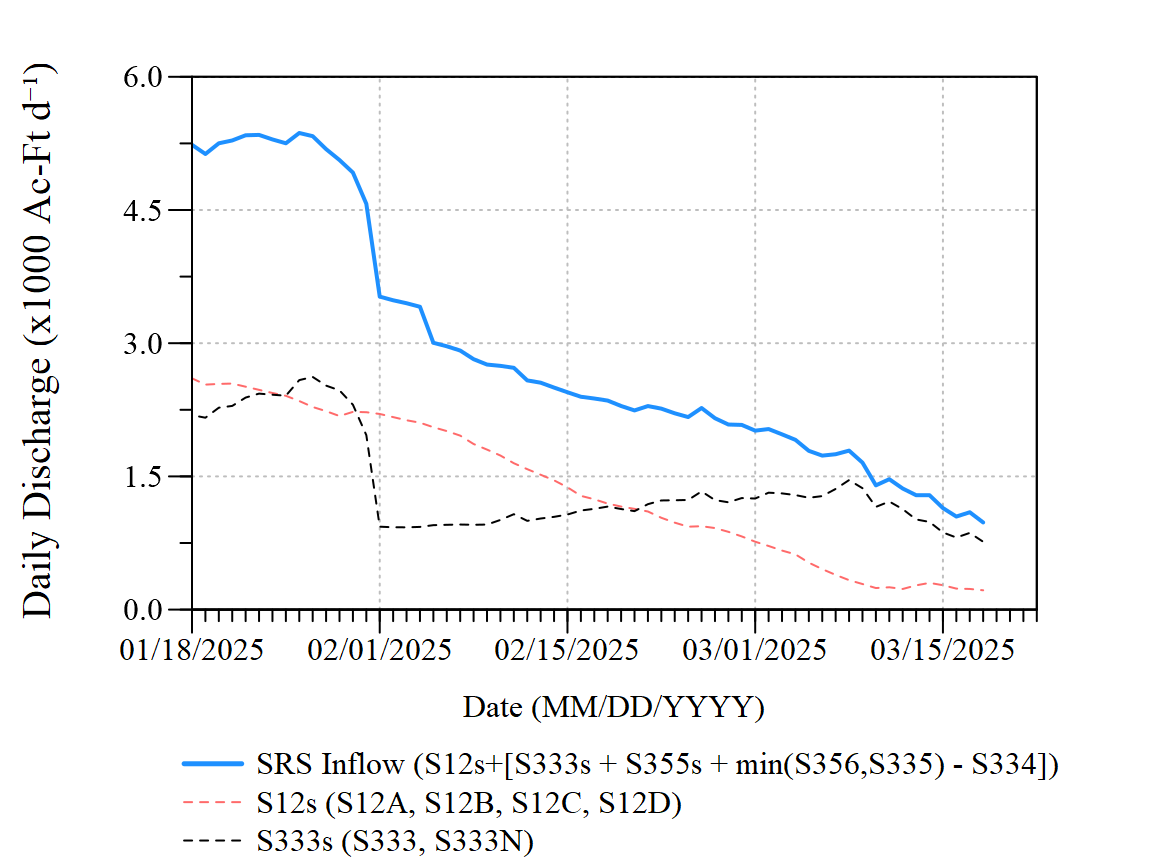 Daily Discharge (x1000 Ac-Ft d⁻¹)
6.0
4.5
3.0
1.5
0.0
01/18/2025 02/01/2025 02/15/2025 03/01/2025 03/15/2025
Date (MM/DD/YYYY)
SRS Inflow (S12s+[S333s + S355s + min(S356,S335) - S334])
S12s (S12A, S12B, S12C, S12D)
S333s (S333, S333N)